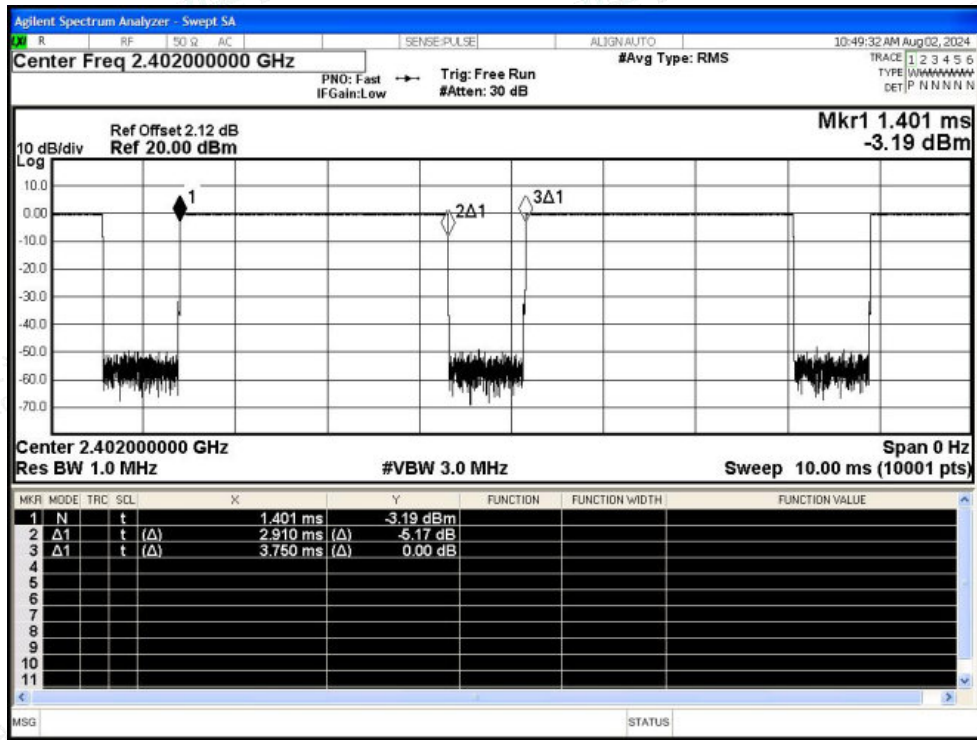 Agilent Spectrum Analyzer - Swept SA
R RF 50 Ω AC SENSE:PULSE ALIGNAUTO 10:49:32 AM Aug 02, 2024
Center Freq 2.402000000 GHz #Avg Type: RMS TRACE 1 2 3 4 5 6
PNO: Fast Trig: Free Run TYPE
IFGain:Low #Atten: 30 dB DET P N N N N N
Mkr1 1.401 ms
-3.19 dBm
Ref Offset 2.12 dB
10 dB/div Ref 20.00 dBm
Log
10.0
0.00
-10.0
-20.0
-30.0
-40.0
-50.0
-60.0
-70.0
1
2Δ1
3Δ1
Center 2.402000000 GHz Span 0 Hz
Res BW 1.0 MHz #VBW 3.0 MHz Sweep 10.00 ms (10001 pts)
MKR MODE TRC SCL X Y FUNCTION FUNCTION WIDTH FUNCTION VALUE
1 N t 1.401 ms -3.19 dBm
2 Δ1 t (Δ) 2.910 ms (Δ) -5.17 dB
3 Δ1 t (Δ) 3.750 ms (Δ) 0.00 dB
4
5
6
7
8
9
10
11
MSG STATUS